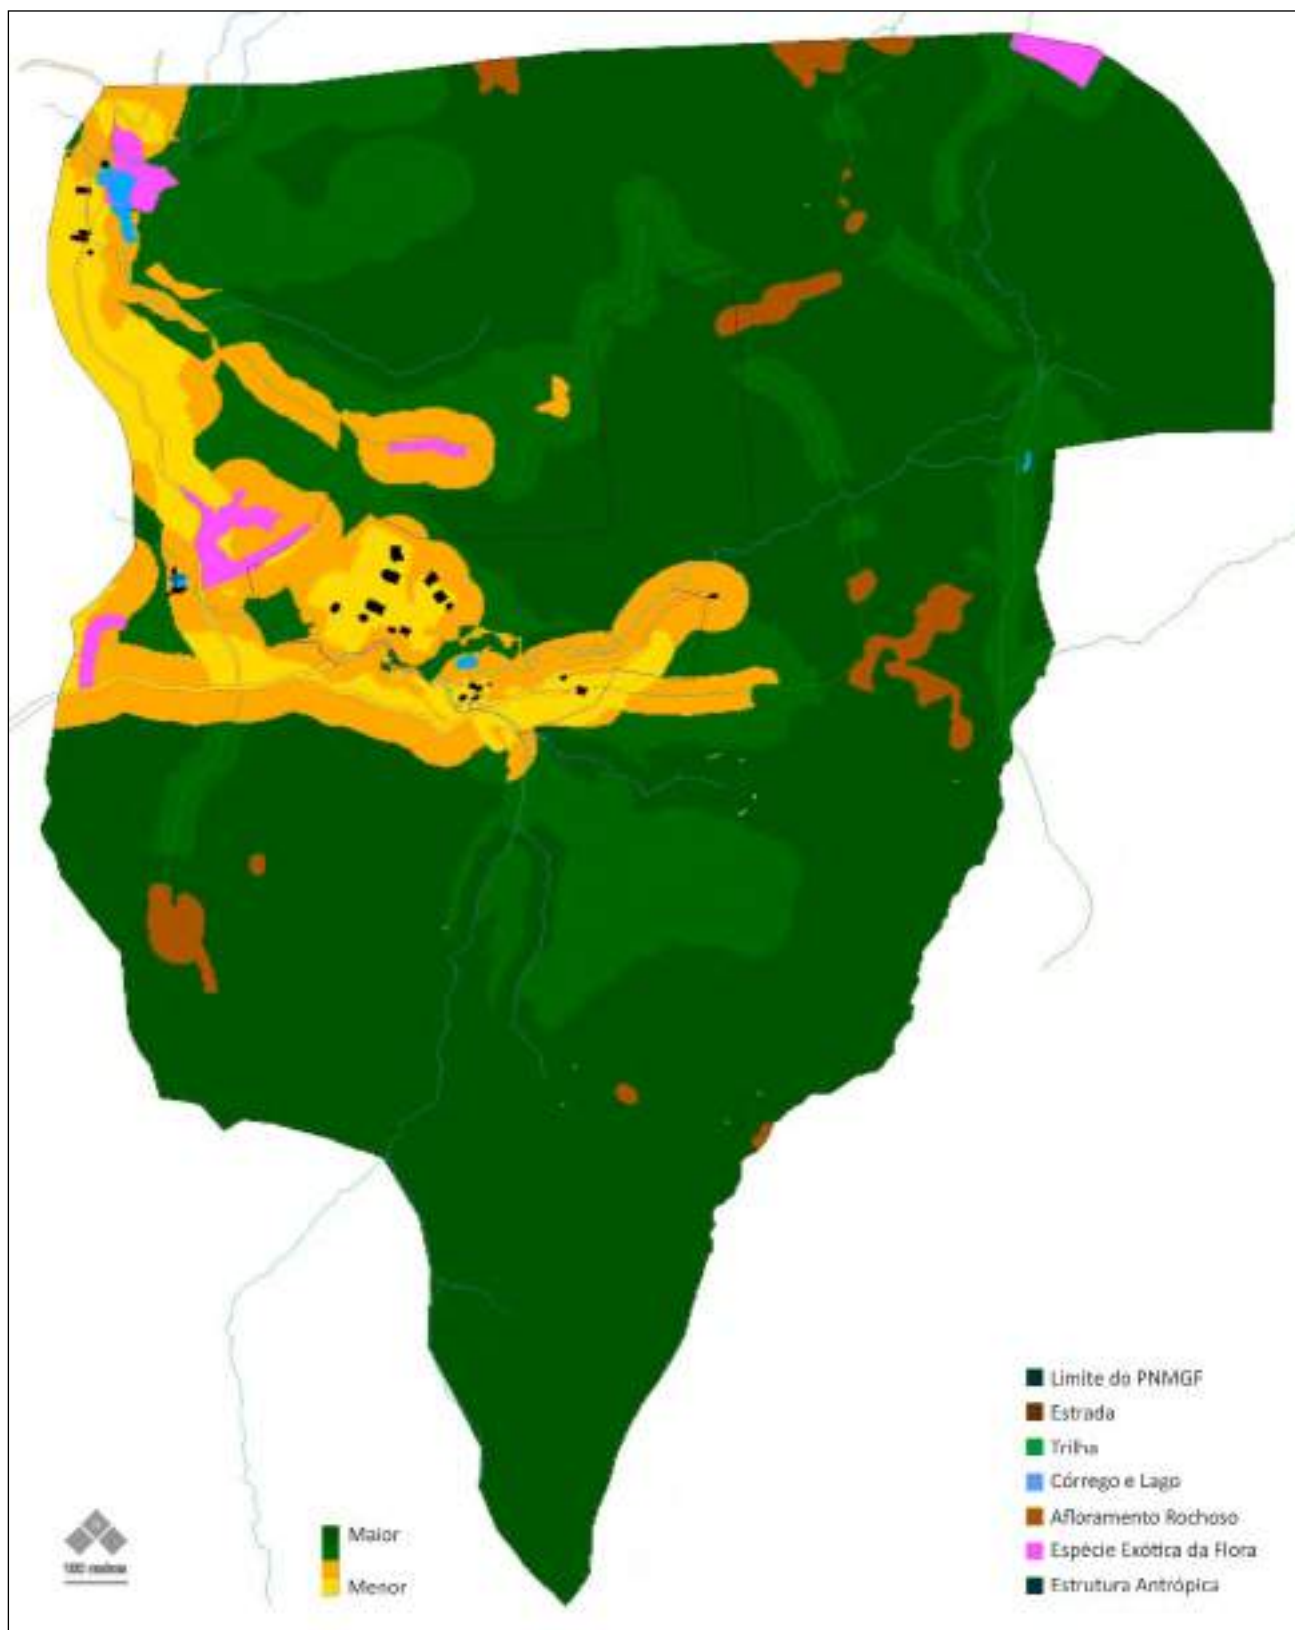 Limite do PNMGF
Estrada
Trilha
Córrego e Lago
Afloramento Rochoso
Espécie Exótica da Flora
Estrutura Antrópica
Maior
Menor